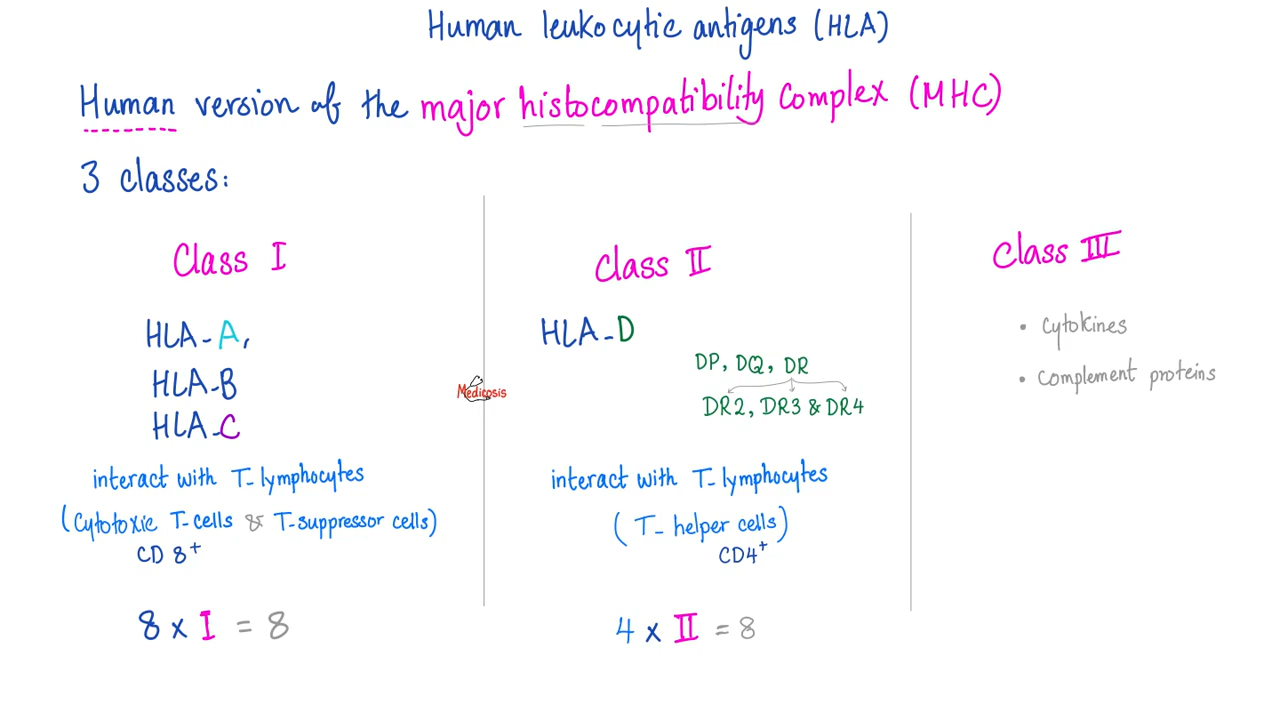 Human leukocytic antigens (HLA)
Human version of the major histocompatibility Complex (MHC)
3 classes:
Class I
HLA-A,
HLA-B
HLA-C
interact with T-lymphocytes
(Cytotoxic T-cells & T-suppressor cells)
CD 8+
8 x I = 8
Medicosis
Class II
HLA-D
DP, DQ, DR
DR2, DR3 & DR4
interact with T-lymphocytes
(T-helper cells)
CD4+
4 x II = 8
Class III
• Cytokines
• Complement proteins